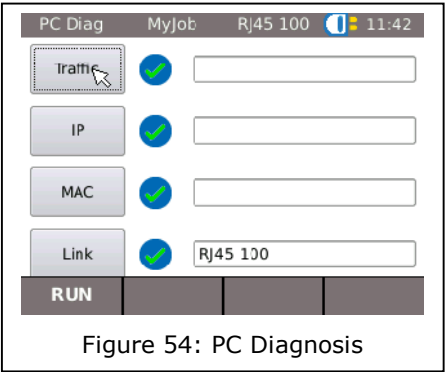 PC Diag MyJob RJ45 100 11:42
Traffic
IP
MAC
Link RJ45 100
RUN
Figure 54: PC Diagnosis